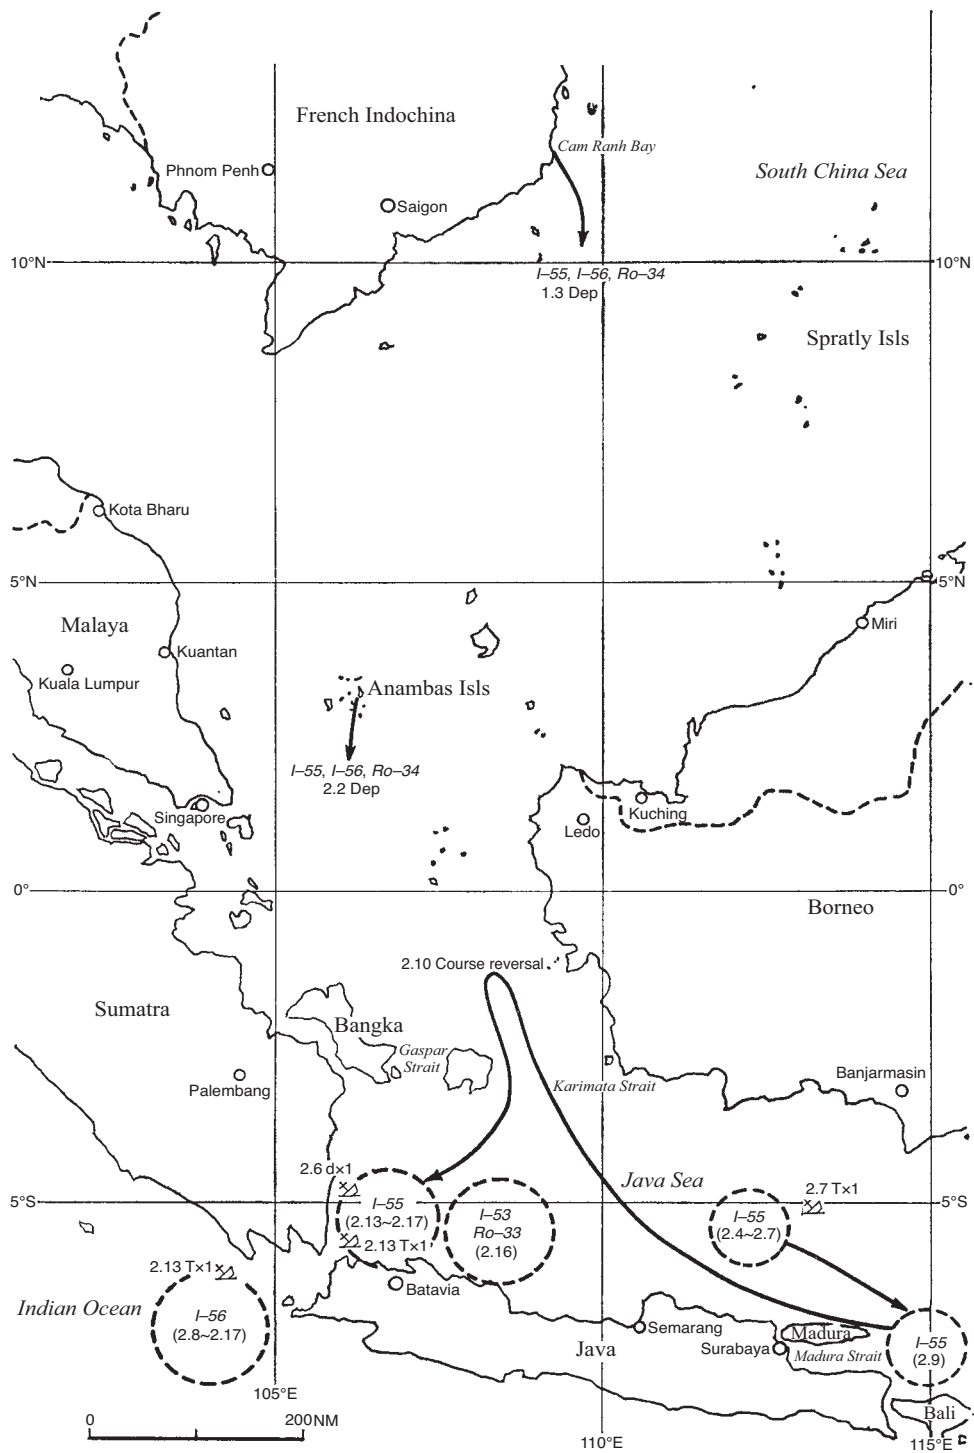 French Indochina
Cam Ranh Bay
Phnom Penh
South China Sea
Saigon
10°N
10°N
I–55, I–56, Ro–34
1.3 Dep
Spratly Isls
Kota Bharu
5°N
5°N
Malaya
Miri
Kuantan
Kuala Lumpur
Anambas Isls
I–55, I–56, Ro–34
2.2 Dep
Singapore
Kuching
Ledo
0°
0°
Borneo
2.10 Course reversal
Sumatra
Bangka
Gaspar
Strait
Karimata Strait
Banjarmasin
Palembang
2.6 d×1
Java Sea
2.7 T×1
5°S
5°S
I–55
(2.13~2.17)
I–53
Ro–33
(2.16)
I–55
(2.4~2.7)
2.13 T×1
2.13 T×1
Batavia
Indian Ocean
I–56
(2.8~2.17)
Semarang
Madura
Java
Surabaya
Madura Strait
I–55
(2.9)
105°E
Bali
0
200NM
110°E
115°E